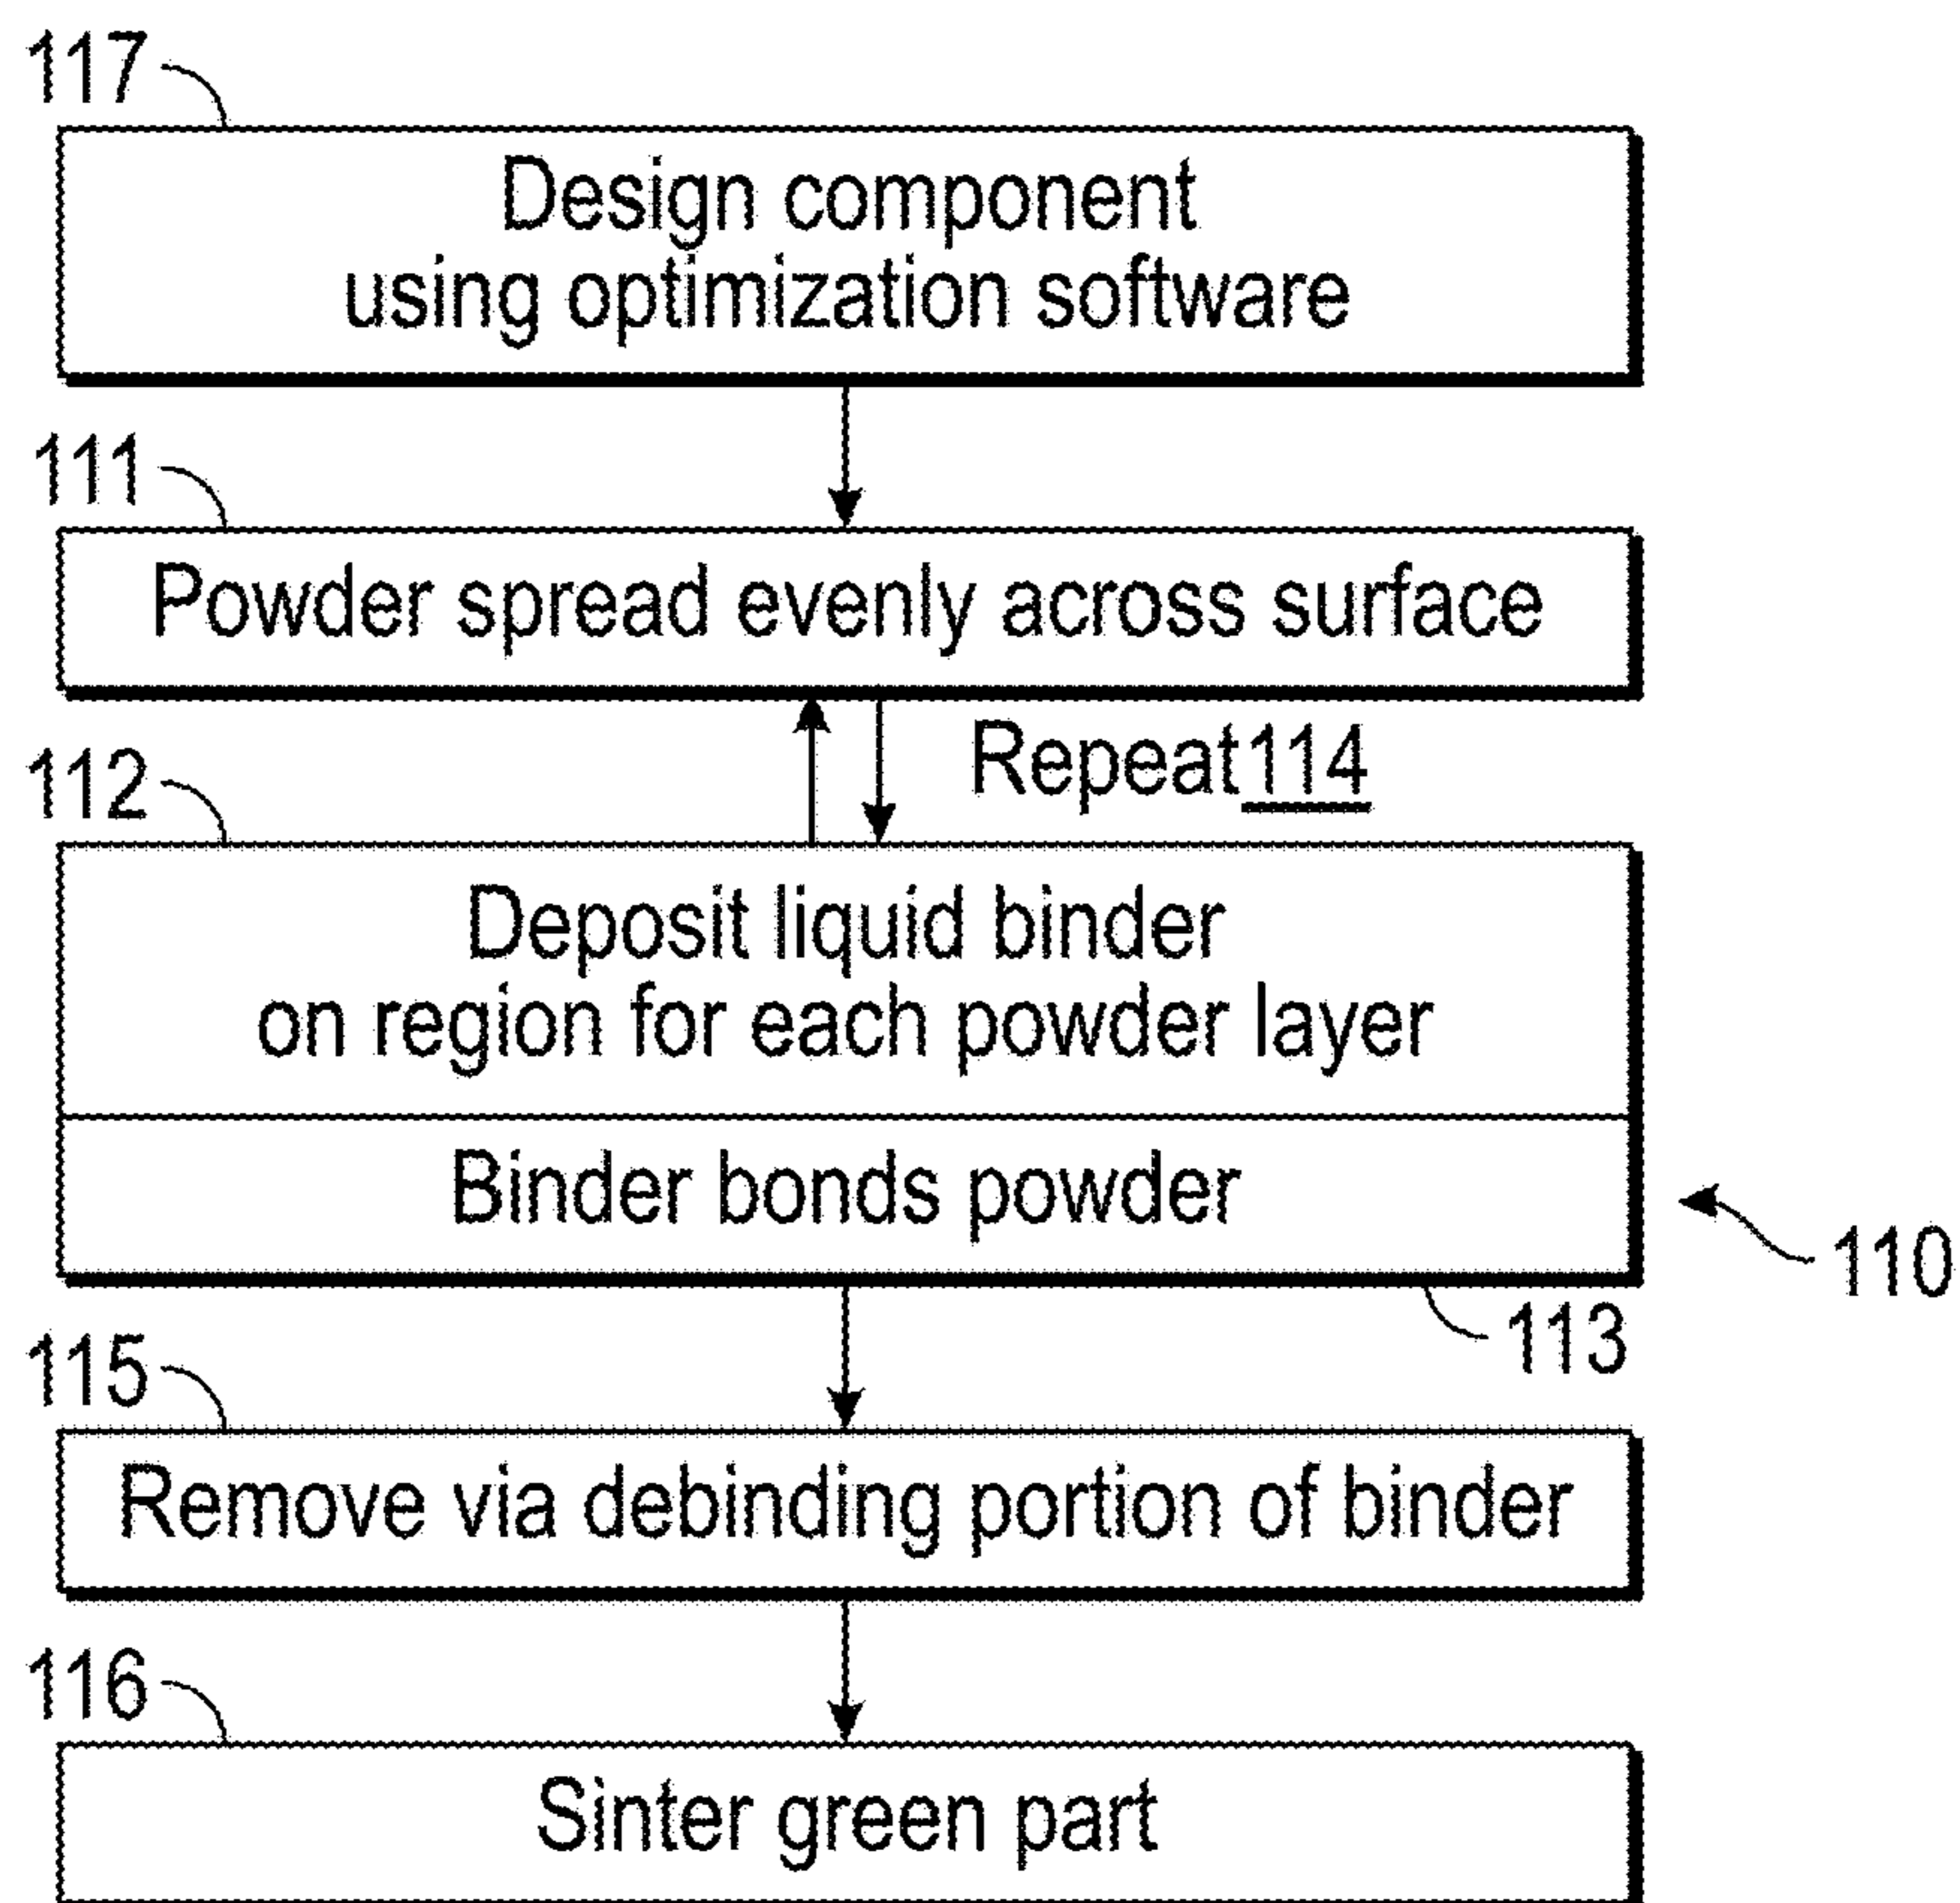 117
Design component
using optimization software
111
Powder spread evenly across surface
Repeat 114
112
Deposit liquid binder
on region for each powder layer
Binder bonds powder
110
113
115
Remove via debinding portion of binder
116
Sinter green part